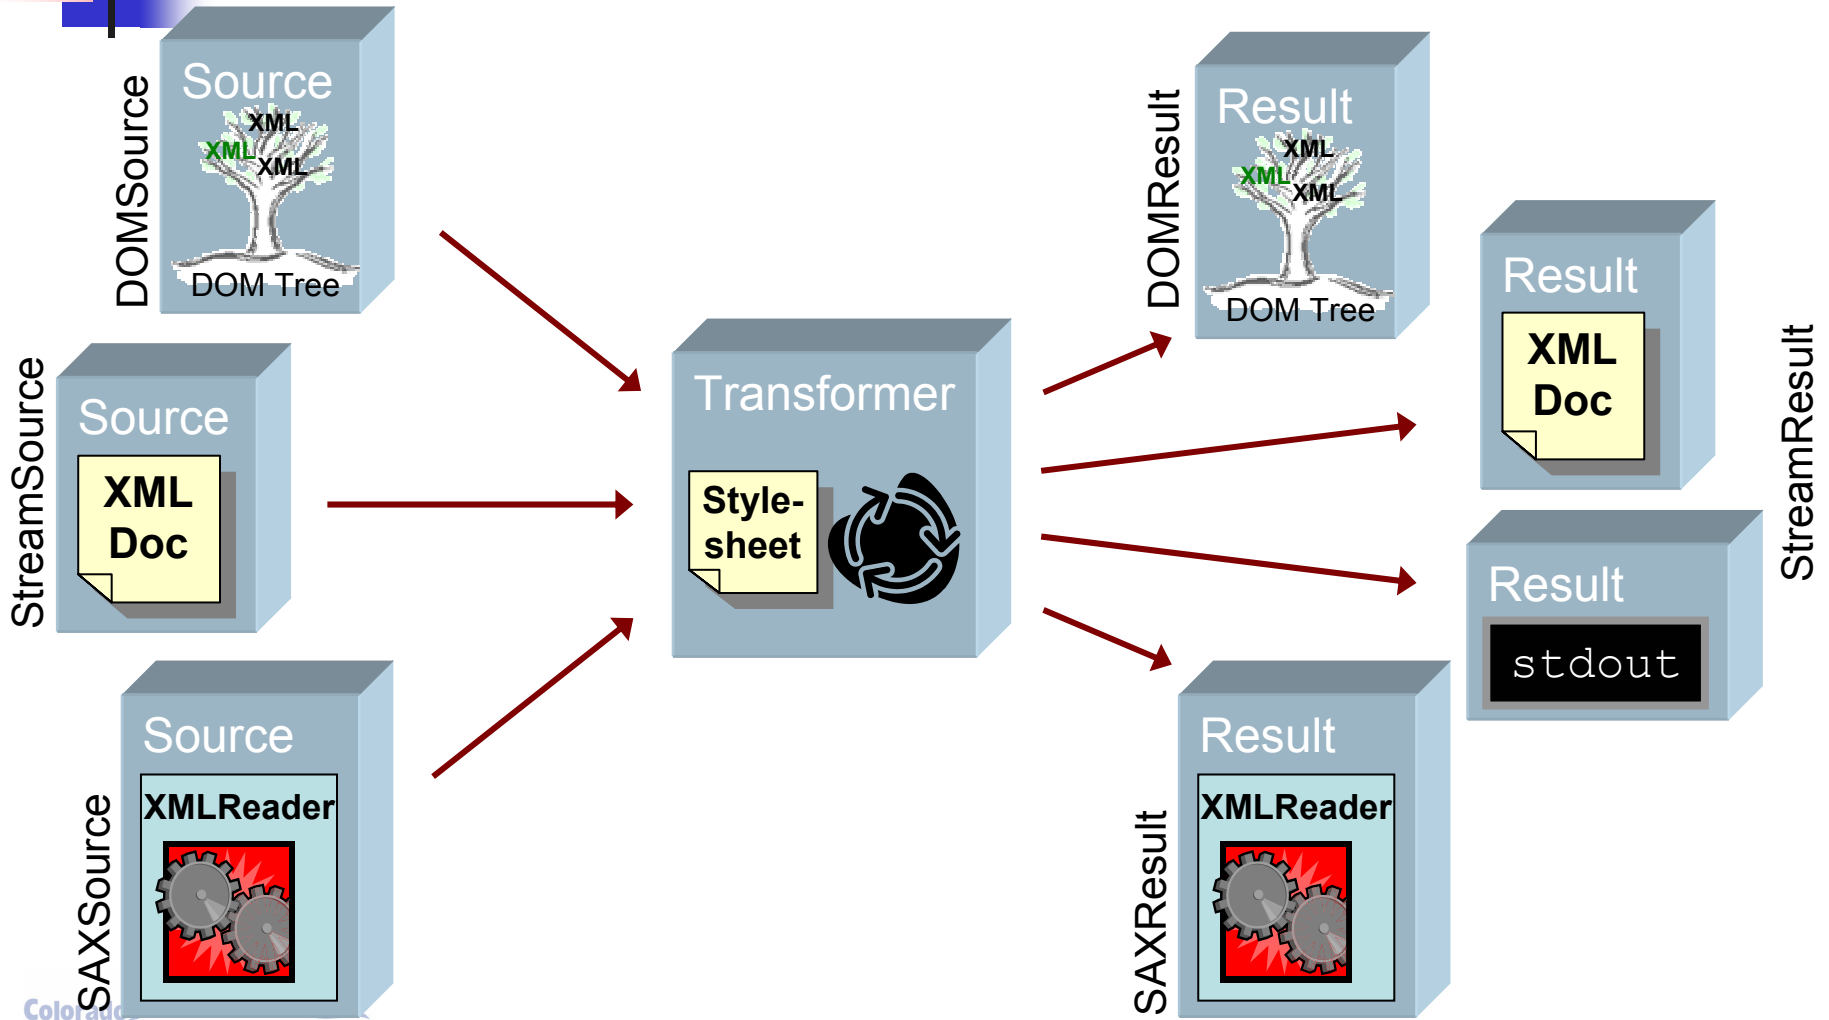 DOMSource
Source
XML
XML
XML
DOM Tree
StreamSource
Source
XML
Doc
SAXSource
Source
XMLReader
Transformer
Style-
sheet
DOMResult
Result
XML
XML
XML
DOM Tree
Result
XML
Doc
StreamResult
Result
stdout
SAXResult
Result
XMLReader
Colorado